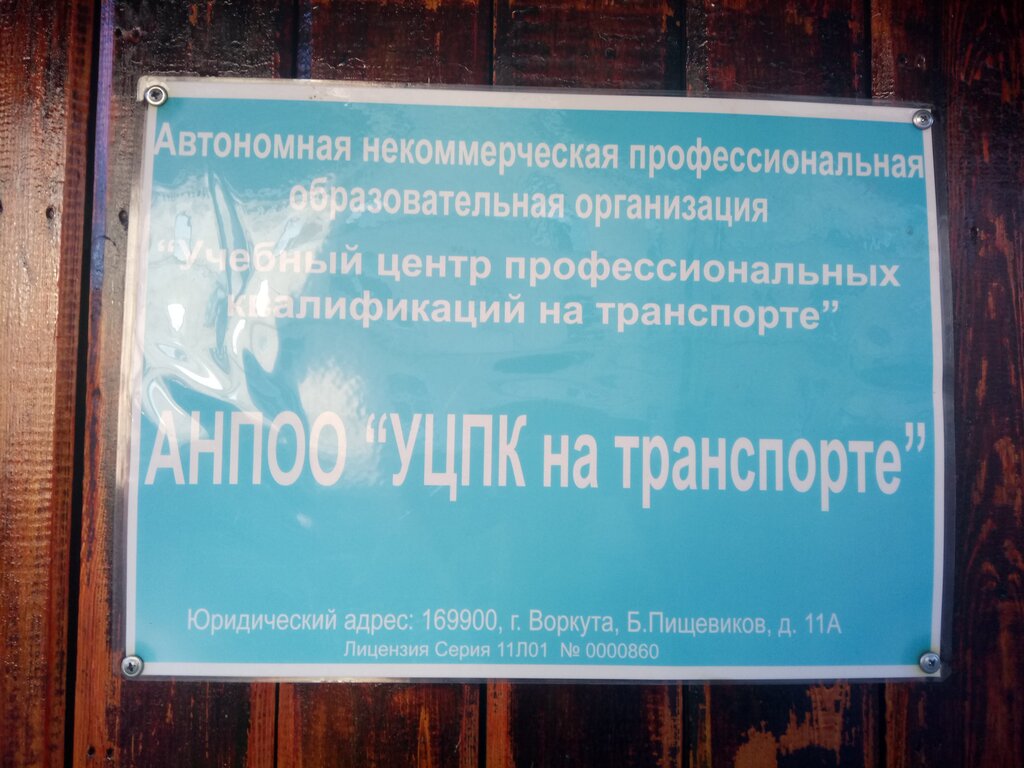 Автономная некоммерческая профессиональная
образовательная организация
“Учебный центр профессиональных
квалификаций на транспорте”
АНПОО “УЦПК на транспорте”
Юридический адрес: 169900, г. Воркута, Б.Пищевиков, д. 11А
Лицензия Серия 11Л01 № 0000860